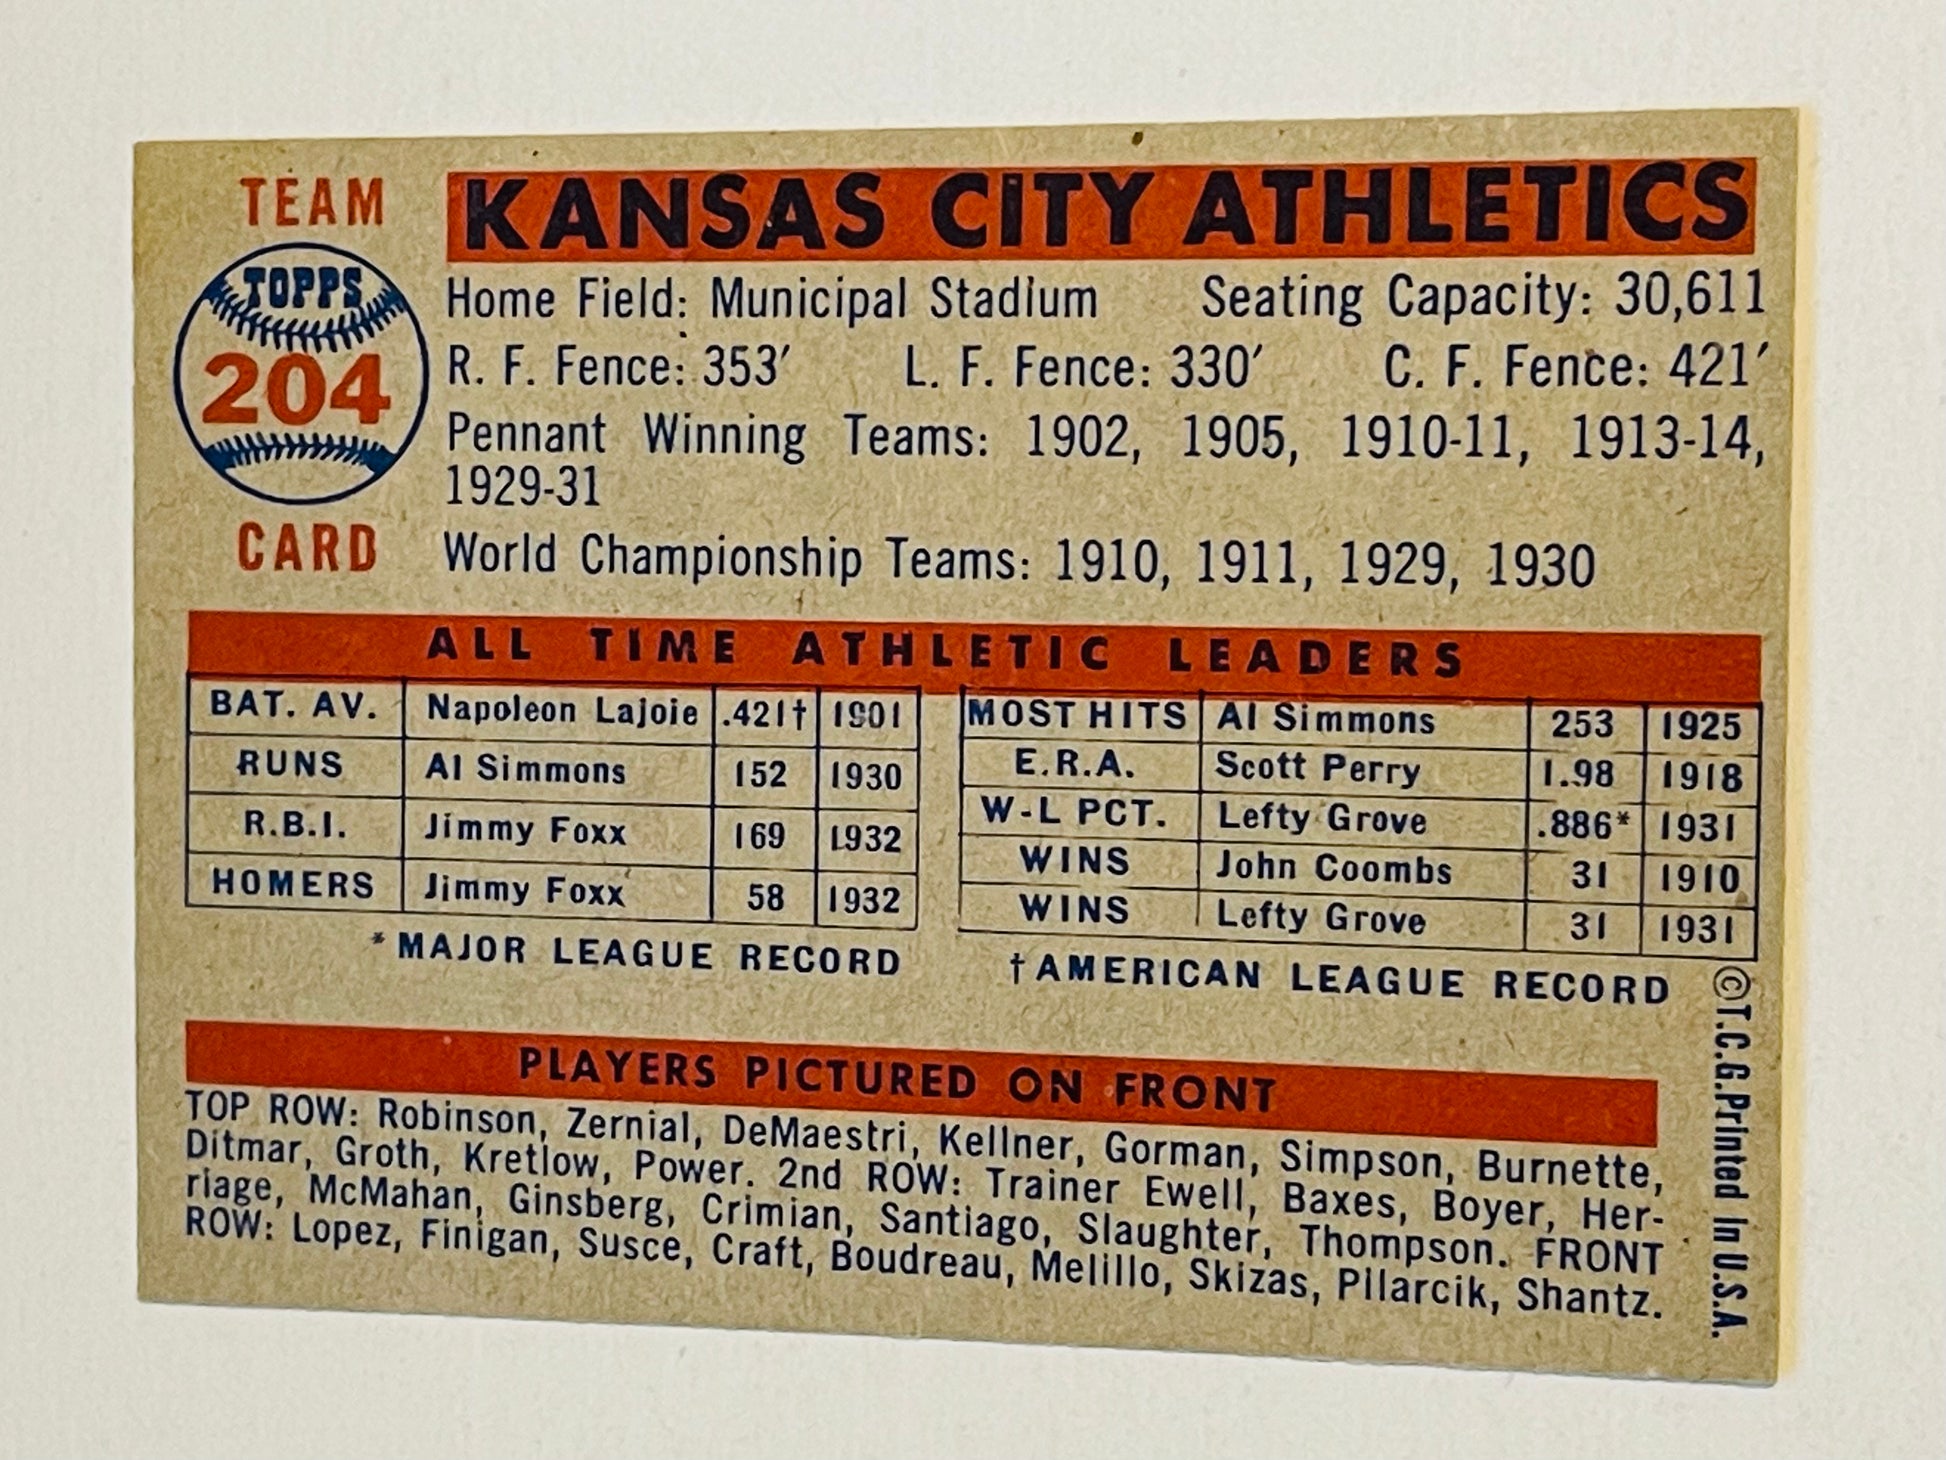 TEAM
TOPPS
204
CARD
KANSAS CITY ATHLETICS
Home Field: Municipal Stadium Seating Capacity: 30,611
R. F. Fence: 353′ L. F. Fence: 330′ C. F. Fence: 421′
Pennant Winning Teams: 1902, 1905, 1910-11, 1913-14,
1929-31
World Championship Teams: 1910, 1911, 1929, 1930
ALL TIME ATHLETIC LEADERS
BAT. AV. Napoleon Lajoie .421† 1901
RUNS Al Simmons 152 1930
R.B.I. Jimmy Foxx 169 1932
HOMERS Jimmy Foxx 58 1932
*MAJOR LEAGUE RECORD
MOST HITS Al Simmons 253 1925
E.R.A. Scott Perry 1.98 1918
W-L PCT. Lefty Grove .886* 1931
WINS John Coombs 31 1910
WINS Lefty Grove 31 1931
†AMERICAN LEAGUE RECORD
PLAYERS PICTURED ON FRONT
TOP ROW: Robinson, Zernial, DeMaestri, Kellner, Gorman, Simpson, Burnette,
Ditmar, Groth, Kretlow, Power. 2nd ROW: Trainer Ewell, Baxes, Boyer, Her-
riage, McMahan, Ginsberg, Crimian, Santiago, Slaughter, Thompson. FRONT
ROW: Lopez, Finigan, Susce, Craft, Boudreau, Melillo, Skizas, Pilarcik, Shantz.
©T.C.G. Printed in U.S.A.